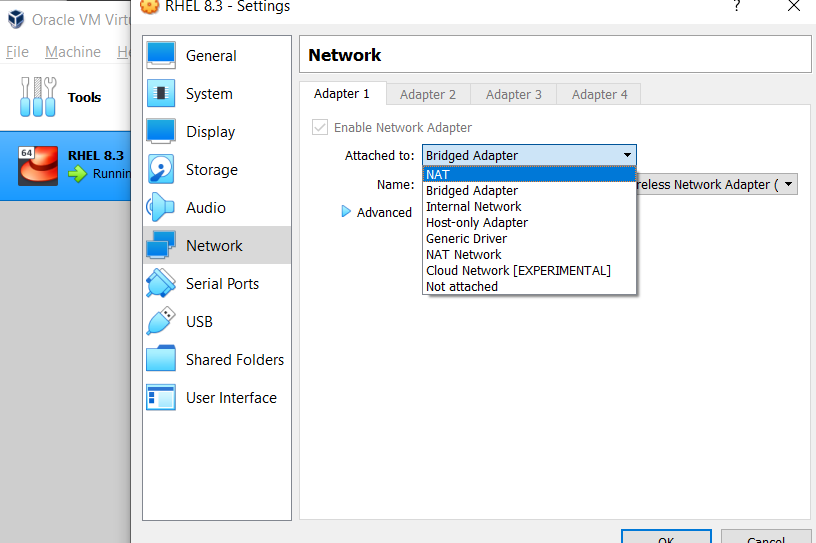 RHEL 8.3 - Settings
?
Oracle VM Virtu
File Machine
Tools
64
RHEL 8.3
Runnin
General
System
Display
Storage
Audio
Network
Serial Ports
USB
Shared Folders
User Interface
Network
Adapter 1 Adapter 2 Adapter 3 Adapter 4
Enable Network Adapter
Attached to: Bridged Adapter
NAT
Name: reless Network Adapter (
Bridged Adapter
Internal Network
Advanced
Host-only Adapter
Generic Driver
NAT Network
Cloud Network [EXPERIMENTAL]
Not attached
OK Cancel